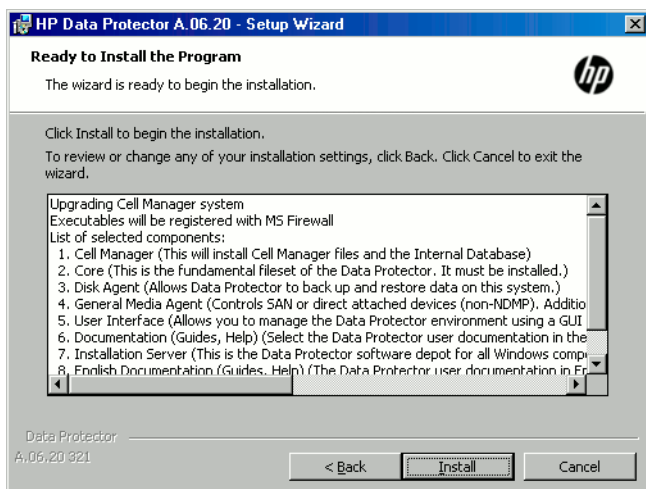 HP Data Protector A.06.20 - Setup Wizard
Ready to Install the Program
The wizard is ready to begin the installation.
hp
Click Install to begin the installation.
To review or change any of your installation settings, click Back. Click Cancel to exit the
wizard.
Upgrading Cell Manager system
Executables will be registered with MS Firewall
List of selected components:
1. Cell Manager (This will install Cell Manager files and the Internal Database)
2. Core (This is the fundamental fileset of the Data Protector. It must be installed.)
3. Disk Agent (Allows Data Protector to back up and restore data on this system.)
4. General Media Agent (Controls SAN or direct attached devices (non-NDMP). Additio
5. User Interface (Allows you to manage the Data Protector environment using a GUI
6. Documentation (Guides, Help) (Select the Data Protector user documentation in the
7. Installation Server (This is the Data Protector software depot for all Windows comp
8. English Documentation (Guides, Help) (The Data Protector user documentation in
Data Protector
A.06.20 321
< Back
Install
Cancel